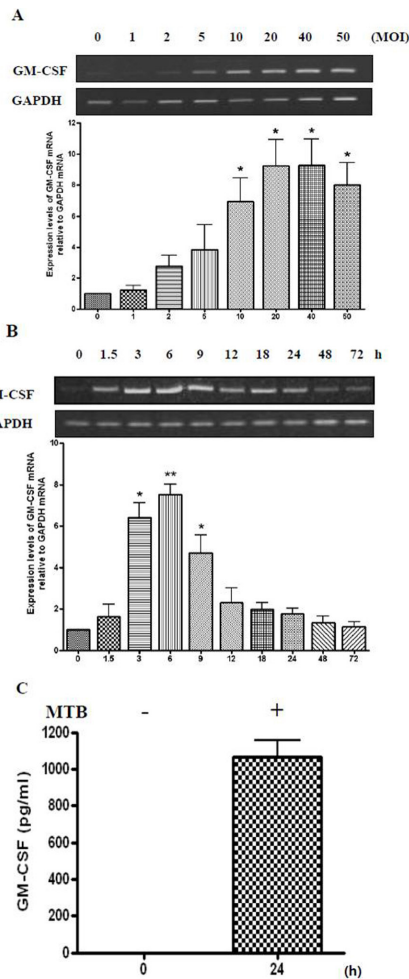 A
0 1 2 5 10 20 40 50 (MOI)
GM-CSF
GAPDH
Expression levels of GM-CSF mRNA
relative to GAPDH mRNA
12
10
8
6
4
2
0
* * * *
0 1 2 5 10 20 40 50
B
0 1.5 3 6 9 12 18 24 48 72 h
M-CSF
APDH
Expression levels of GM-CSF mRNA
relative to GAPDH mRNA
8
6
4
2
0
* ** *
0 1.5 3 6 9 12 18 24 48 72
C
MTB - +
GM-CSF (pg/ml)
1200
1000
800
600
400
200
0
0 24 (h)